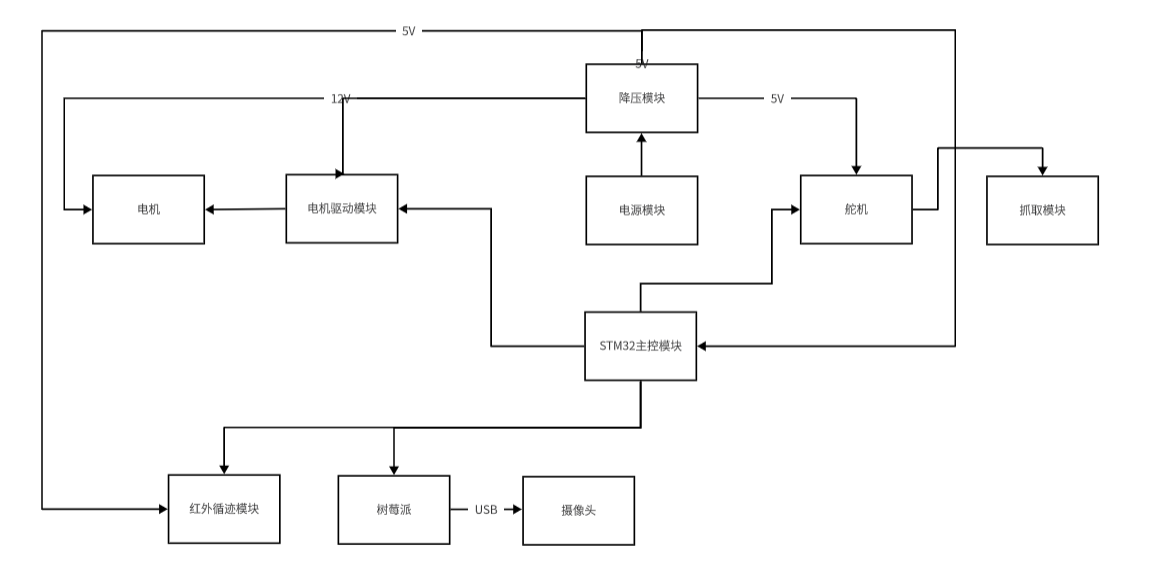 5V
5V
12V
降压模块
5V
电机
电机驱动模块
电源模块
舵机
抓取模块
STM32主控模块
红外循迹模块
树莓派
USB
摄像头